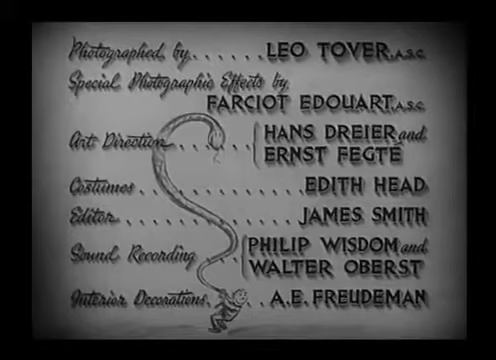 Photographed by...... LEO TOVER, A.S.C.
Special Photographic Effects by
FARCIOT EDOUART, A.S.C.
Art Direction...... HANS DREIER and
ERNST FEGTÉ
Costumes............ EDITH HEAD
Editor............. JAMES SMITH
Sound Recording.. PHILIP WISDOM and
WALTER OBERST
Interior Decorations... A.E. FREUDEMAN